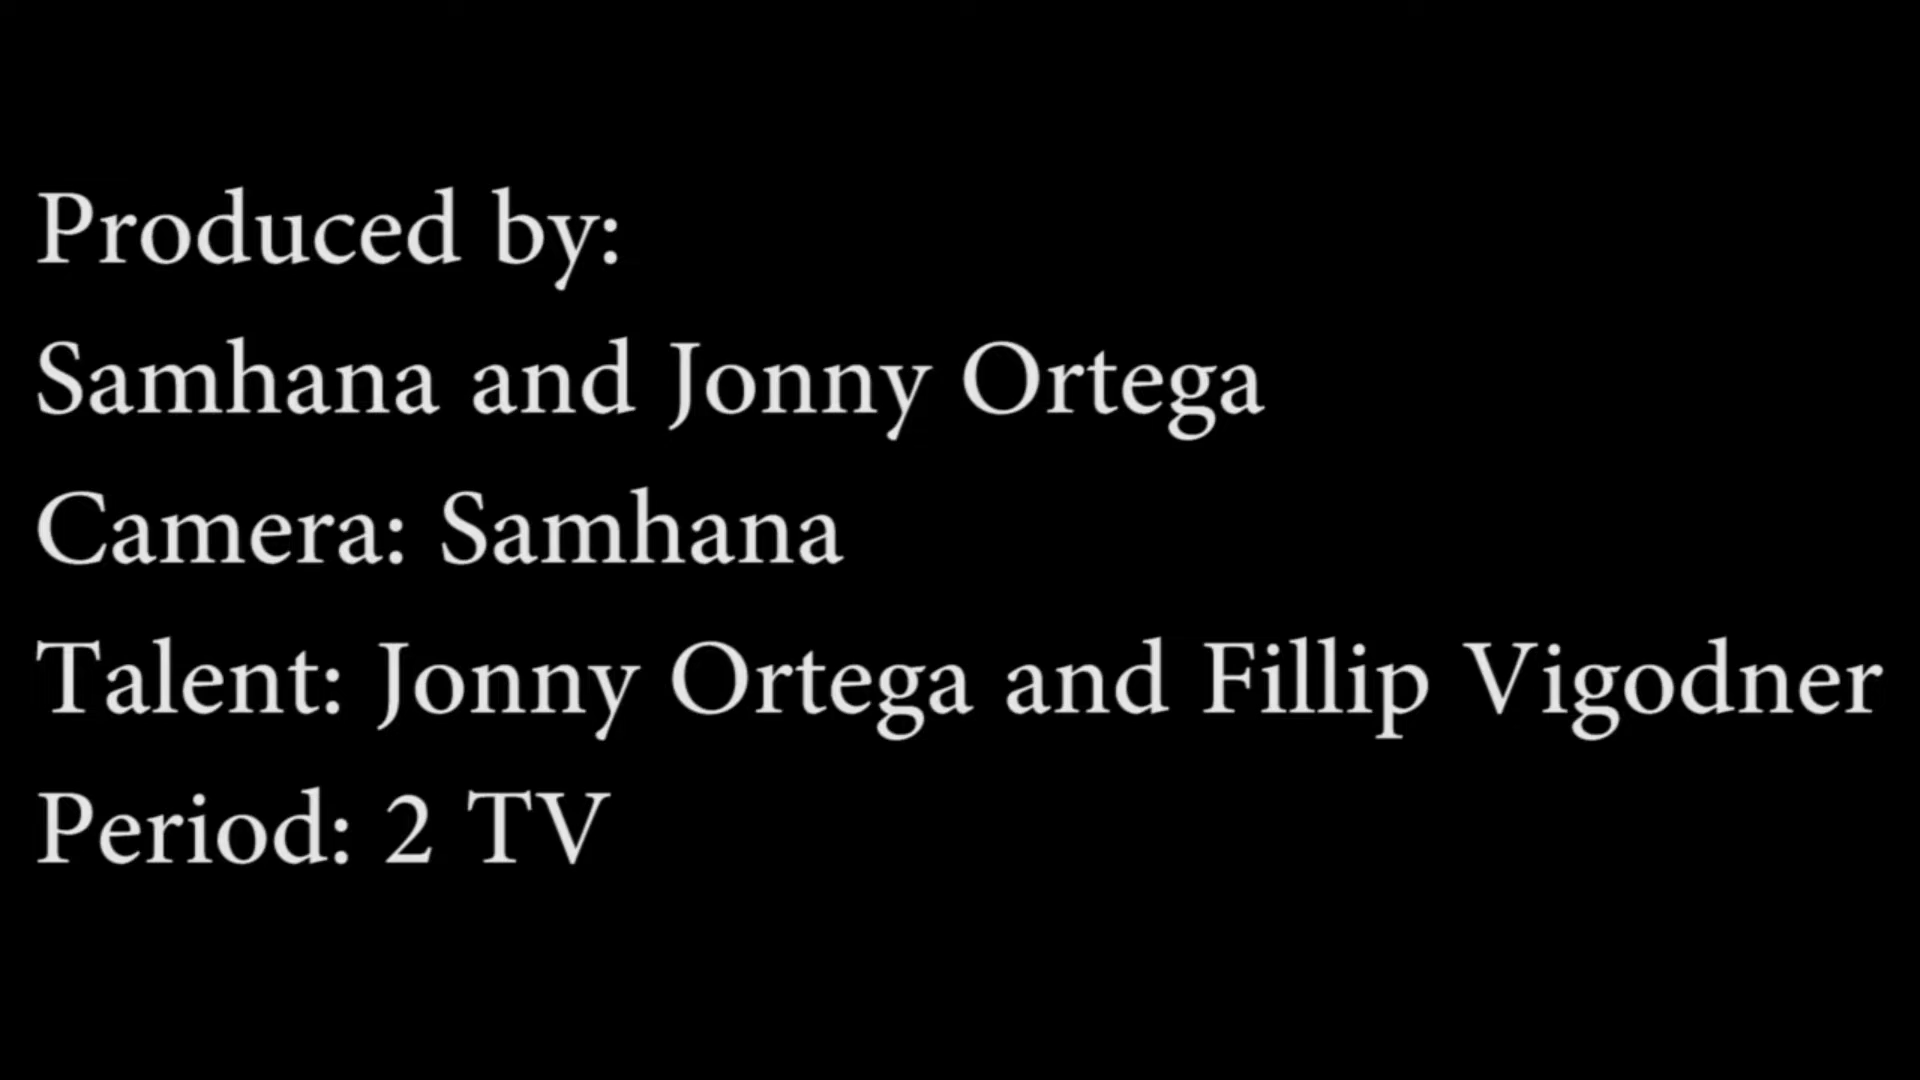 Produced by:
Samhana and Jonny Ortega
Camera: Samhana
Talent: Jonny Ortega and Fillip Vigodner
Period: 2 TV